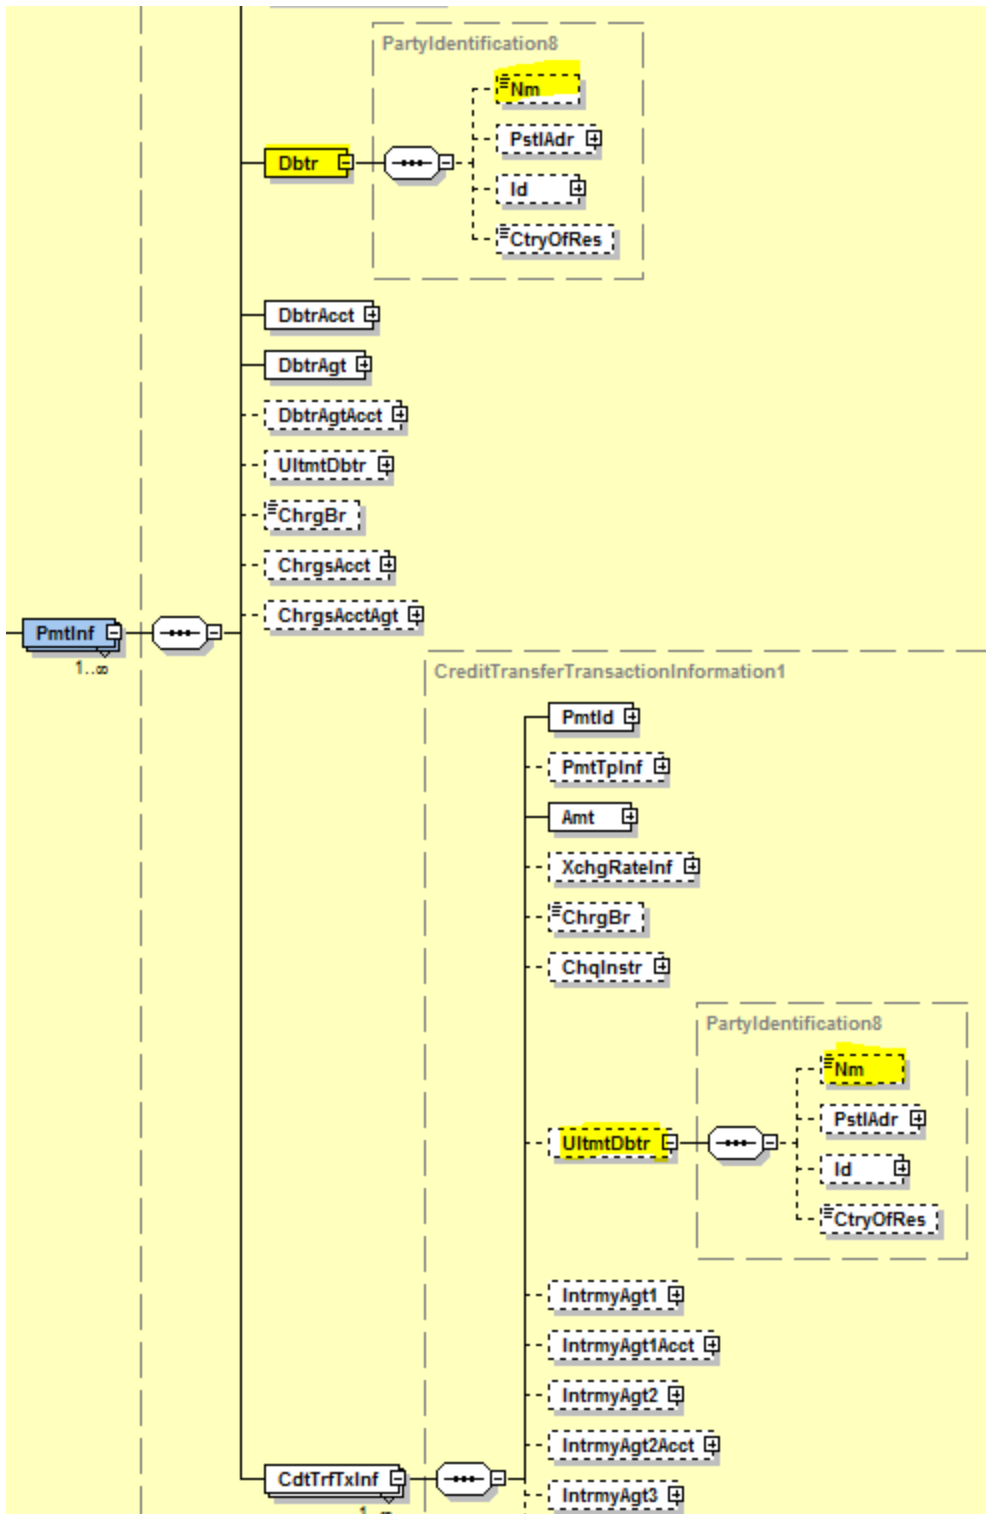 PartyIdentification8
Nm
PstlAdr
Dbtr
Id
CtryOfRes
DbtrAcct
DbtrAgt
DbtrAgtAcct
UltmtDbtr
ChrgBr
ChrgsAcct
ChrgsAcctAgt
PmtInf
1..∞
CreditTransferTransactionInformation1
PmtId
PmtTpInf
Amt
XchgRateInf
ChrgBr
ChqInstr
PartyIdentification8
Nm
PstlAdr
UltmtDbtr
Id
CtryOfRes
IntrmyAgt1
IntrmyAgt1Acct
IntrmyAgt2
IntrmyAgt2Acct
CdtTrfTxInf
IntrmyAgt3